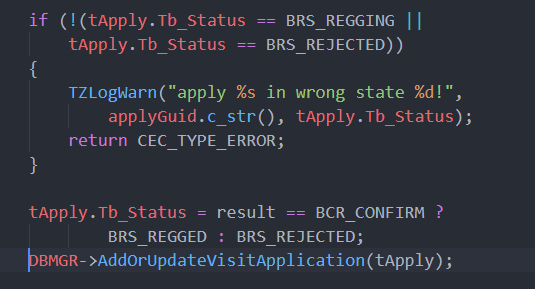 if (!(tApply.Tb_Status == BRS_REGGING ||
tApply.Tb_Status == BRS_REJECTED))
{
TZLogWarn("apply %s in wrong state %d!",
applyGuid.c_str(), tApply.Tb_Status);
return CEC_TYPE_ERROR;
}
tApply.Tb_Status = result == BCR_CONFIRM ?
BRS_REGGED : BRS_REJECTED;
DBMGR->AddOrUpdateVisitApplication(tApply);